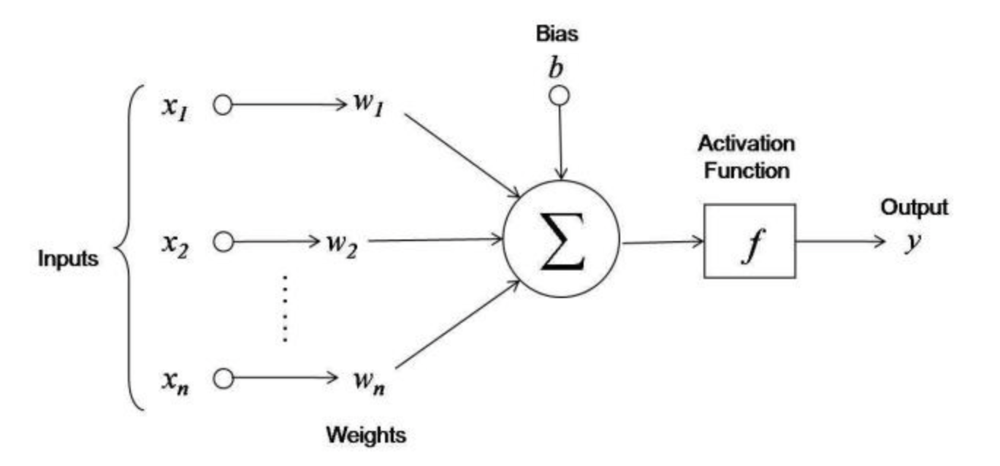 Bias
b
x1
w1
Activation
Function
Output
Inputs
x2
w2
Σ
f
y
xn
wn
Weights